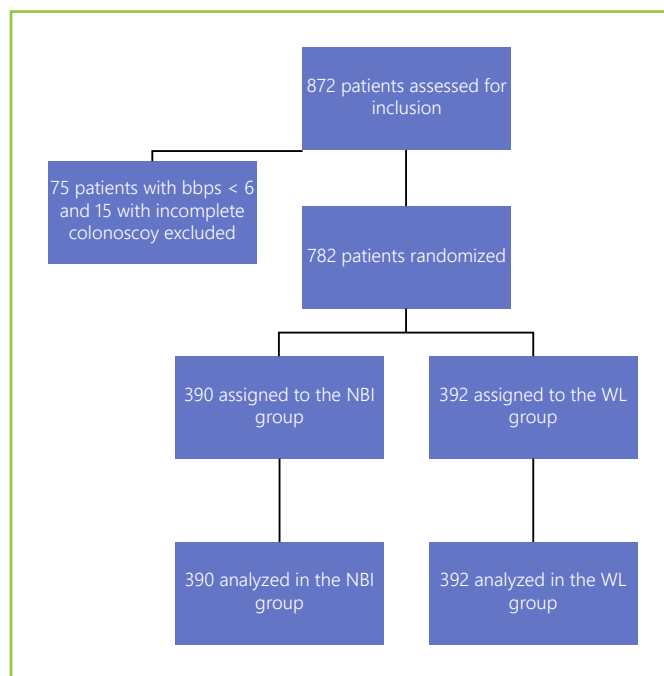 872 patients assessed for
inclusion
75 patients with bbps < 6
and 15 with incomplete
colonoscoy excluded
782 patients randomized
390 assigned to the NBI
group
392 assigned to the WL
group
390 analyzed in the NBI
group
392 analyzed in the WL
group